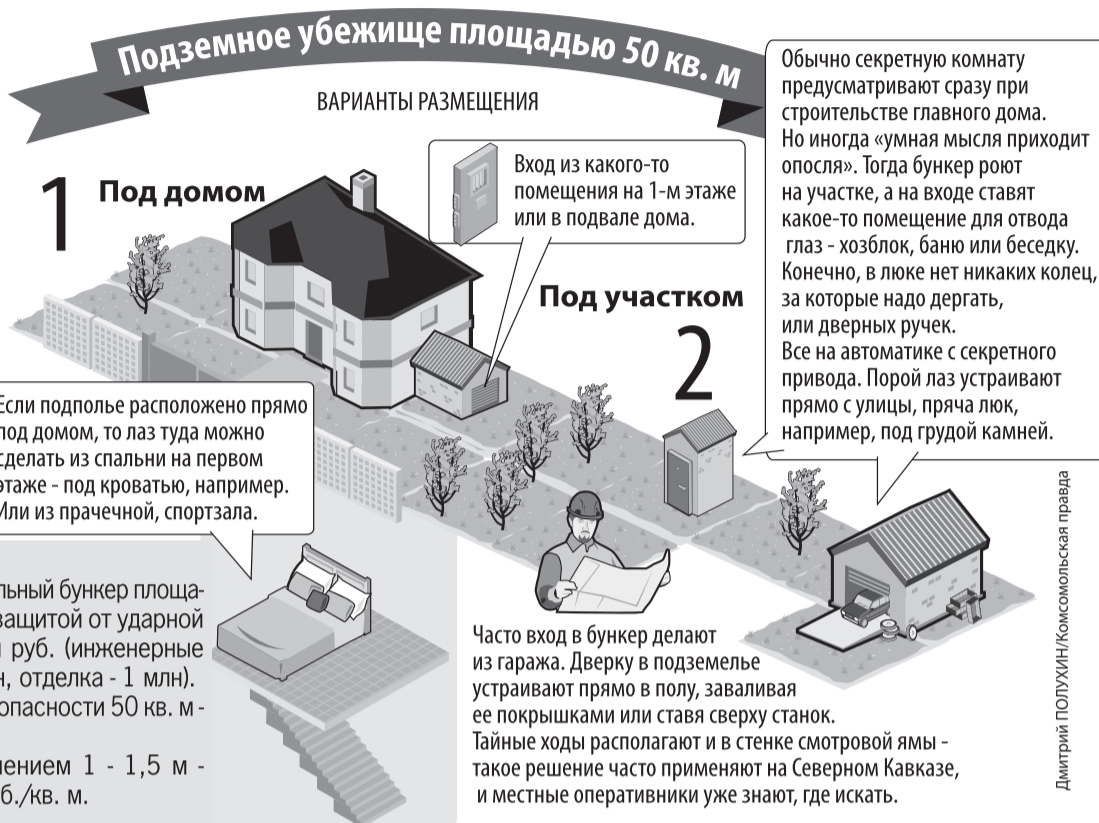 Подземное убежище площадью 50 кв. м
ВАРИАНТЫ РАЗМЕЩЕНИЯ
1 Под домом
Вход из какого-то
помещения на 1-м этаже
или в подвале дома.
Под участком
2
Обычно секретную комнату
предусматривают сразу при
строительстве главного дома.
Но иногда «умная мысля приходит
опосля». Тогда бункер роют
на участке, а на входе ставят
какое-то помещение для отвода
глаз - хозблок, баню или беседку.
Конечно, в люке нет никаких колец,
за которые надо дергать,
или дверных ручек.
Все на автоматике с секретного
привода. Порой лаз устраивают
прямо с улицы, пряча люк,
например, под грудой камней.
Если подполье расположено прямо
под домом, то лаз туда можно
сделать из спальни на первом
этаже - под кроватью, например.
Или из прачечной, спортзала.
льный бункер площа-
защитой от ударной
руб. (инженерные
н, отделка - 1 млн).
опасности 50 кв. м -
ением 1 - 1,5 м -
б./кв. м.
Часто вход в бункер делают
из гаража. Дверку в подземелье
устраивают прямо в полу, заваливая
ее покрышками или ставя сверху станок.
Тайные ходы располагают и в стенке смотровой ямы -
такое решение часто применяют на Северном Кавказе,
и местные оперативники уже знают, где искать.
Дмитрий ПОЛУХИН/Комсомольская правда